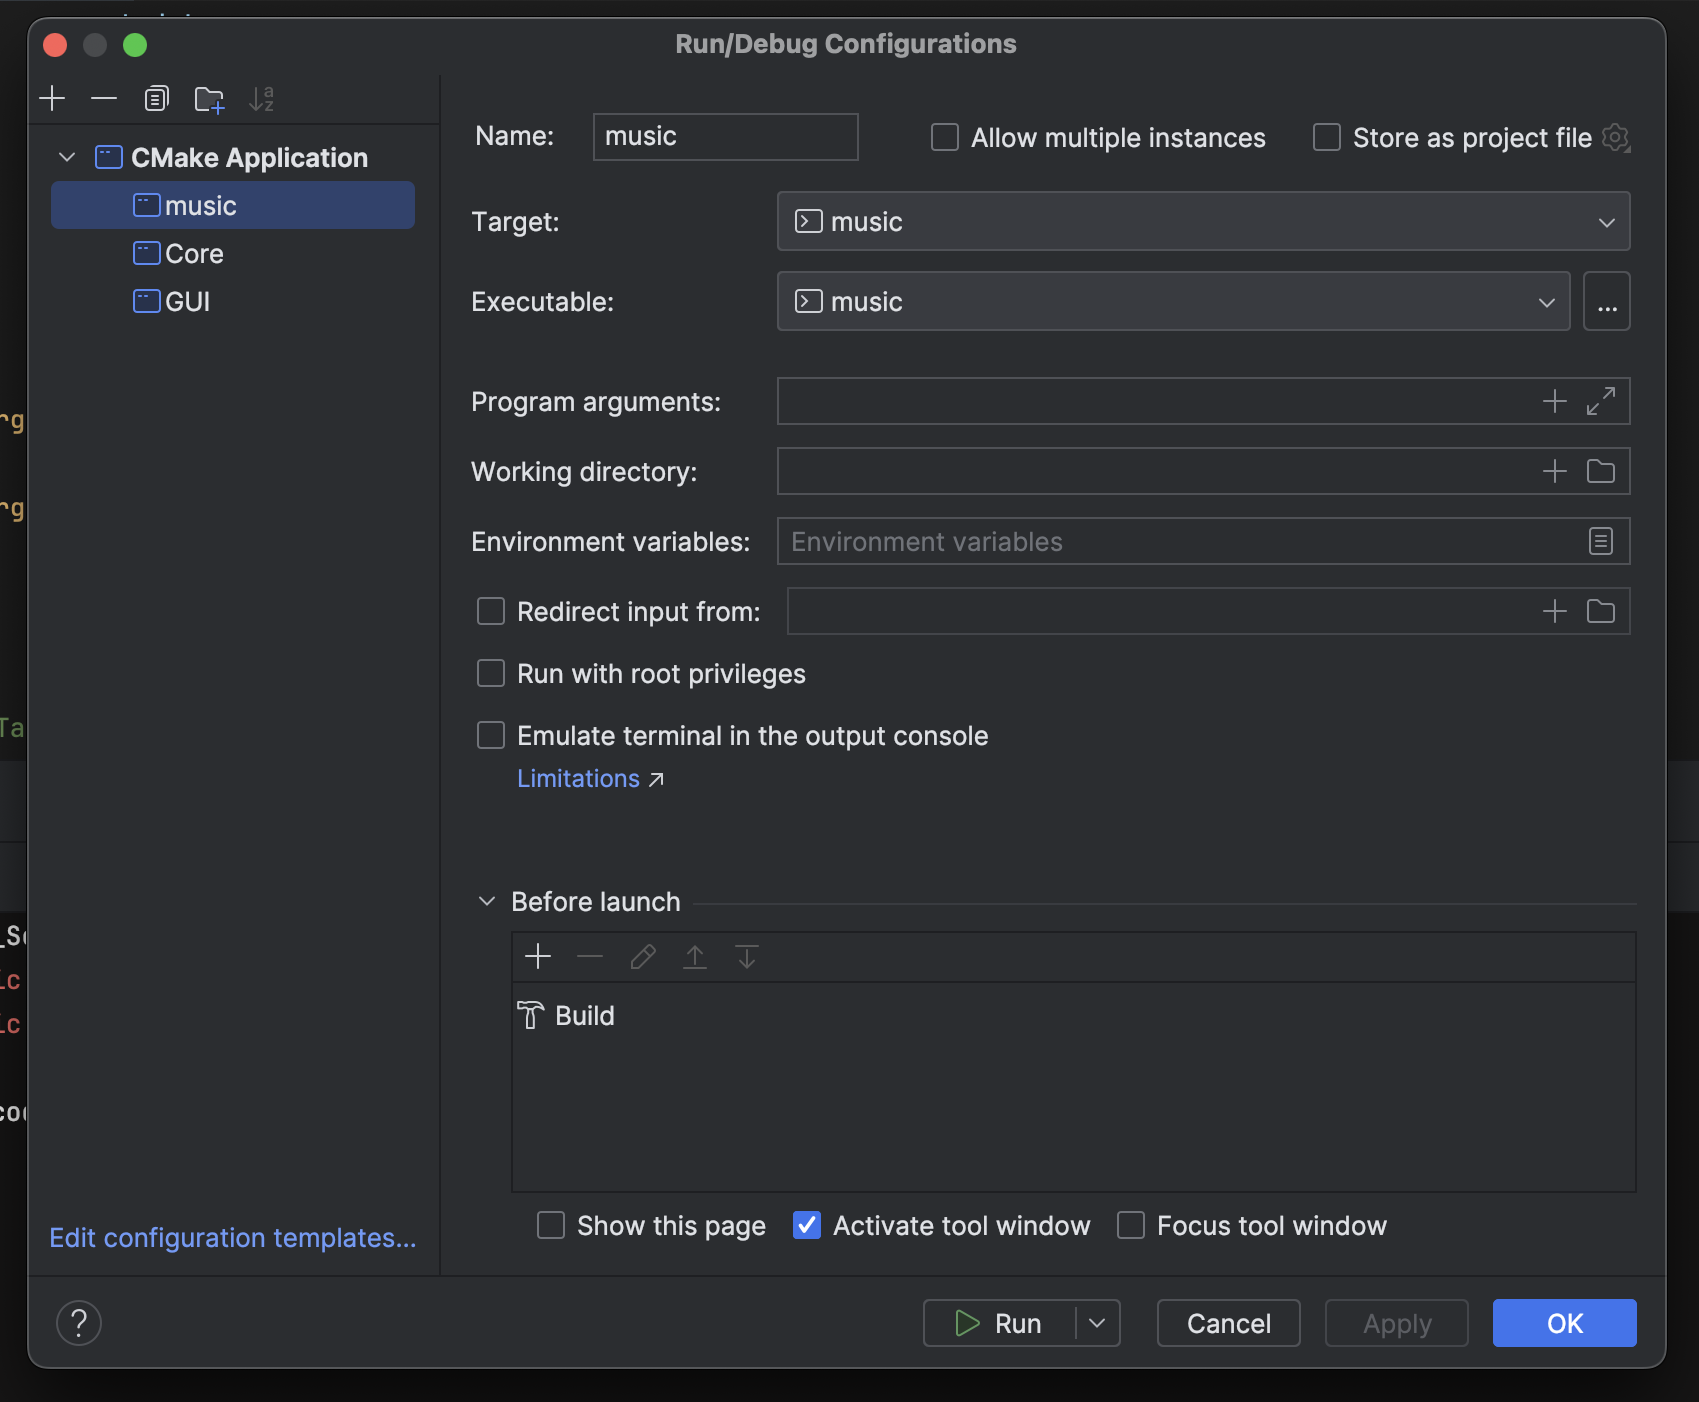 Run/Debug Configurations
CMake Application
music
Core
GUI
Edit configuration templates...
Name: music Allow multiple instances Store as project file
Target: music
Executable: music ...
Program arguments:
Working directory:
Environment variables: Environment variables
Redirect input from:
Run with root privileges
Emulate terminal in the output console
Limitations ↗
Before launch
Build
Show this page Activate tool window Focus tool window
? Run Cancel Apply OK